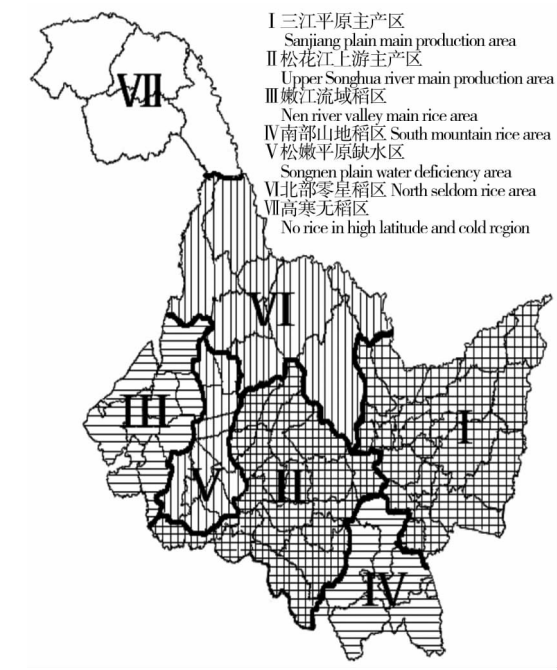 Ⅰ三江平原主产区
Sanjiang plain main production area
Ⅱ松花江上游主产区
Upper Songhua river main production area
Ⅲ嫩江流域稻区
Nen river valley main rice area
Ⅳ南部山地稻区 South mountain rice area
Ⅴ松嫩平原缺水区
Songnen plain water deficiency area
Ⅵ北部零星稻区 North seldom rice area
Ⅶ高寒无稻区
No rice in high latitude and cold region
Ⅶ
Ⅵ
Ⅲ
Ⅰ
Ⅴ
Ⅱ
Ⅳ